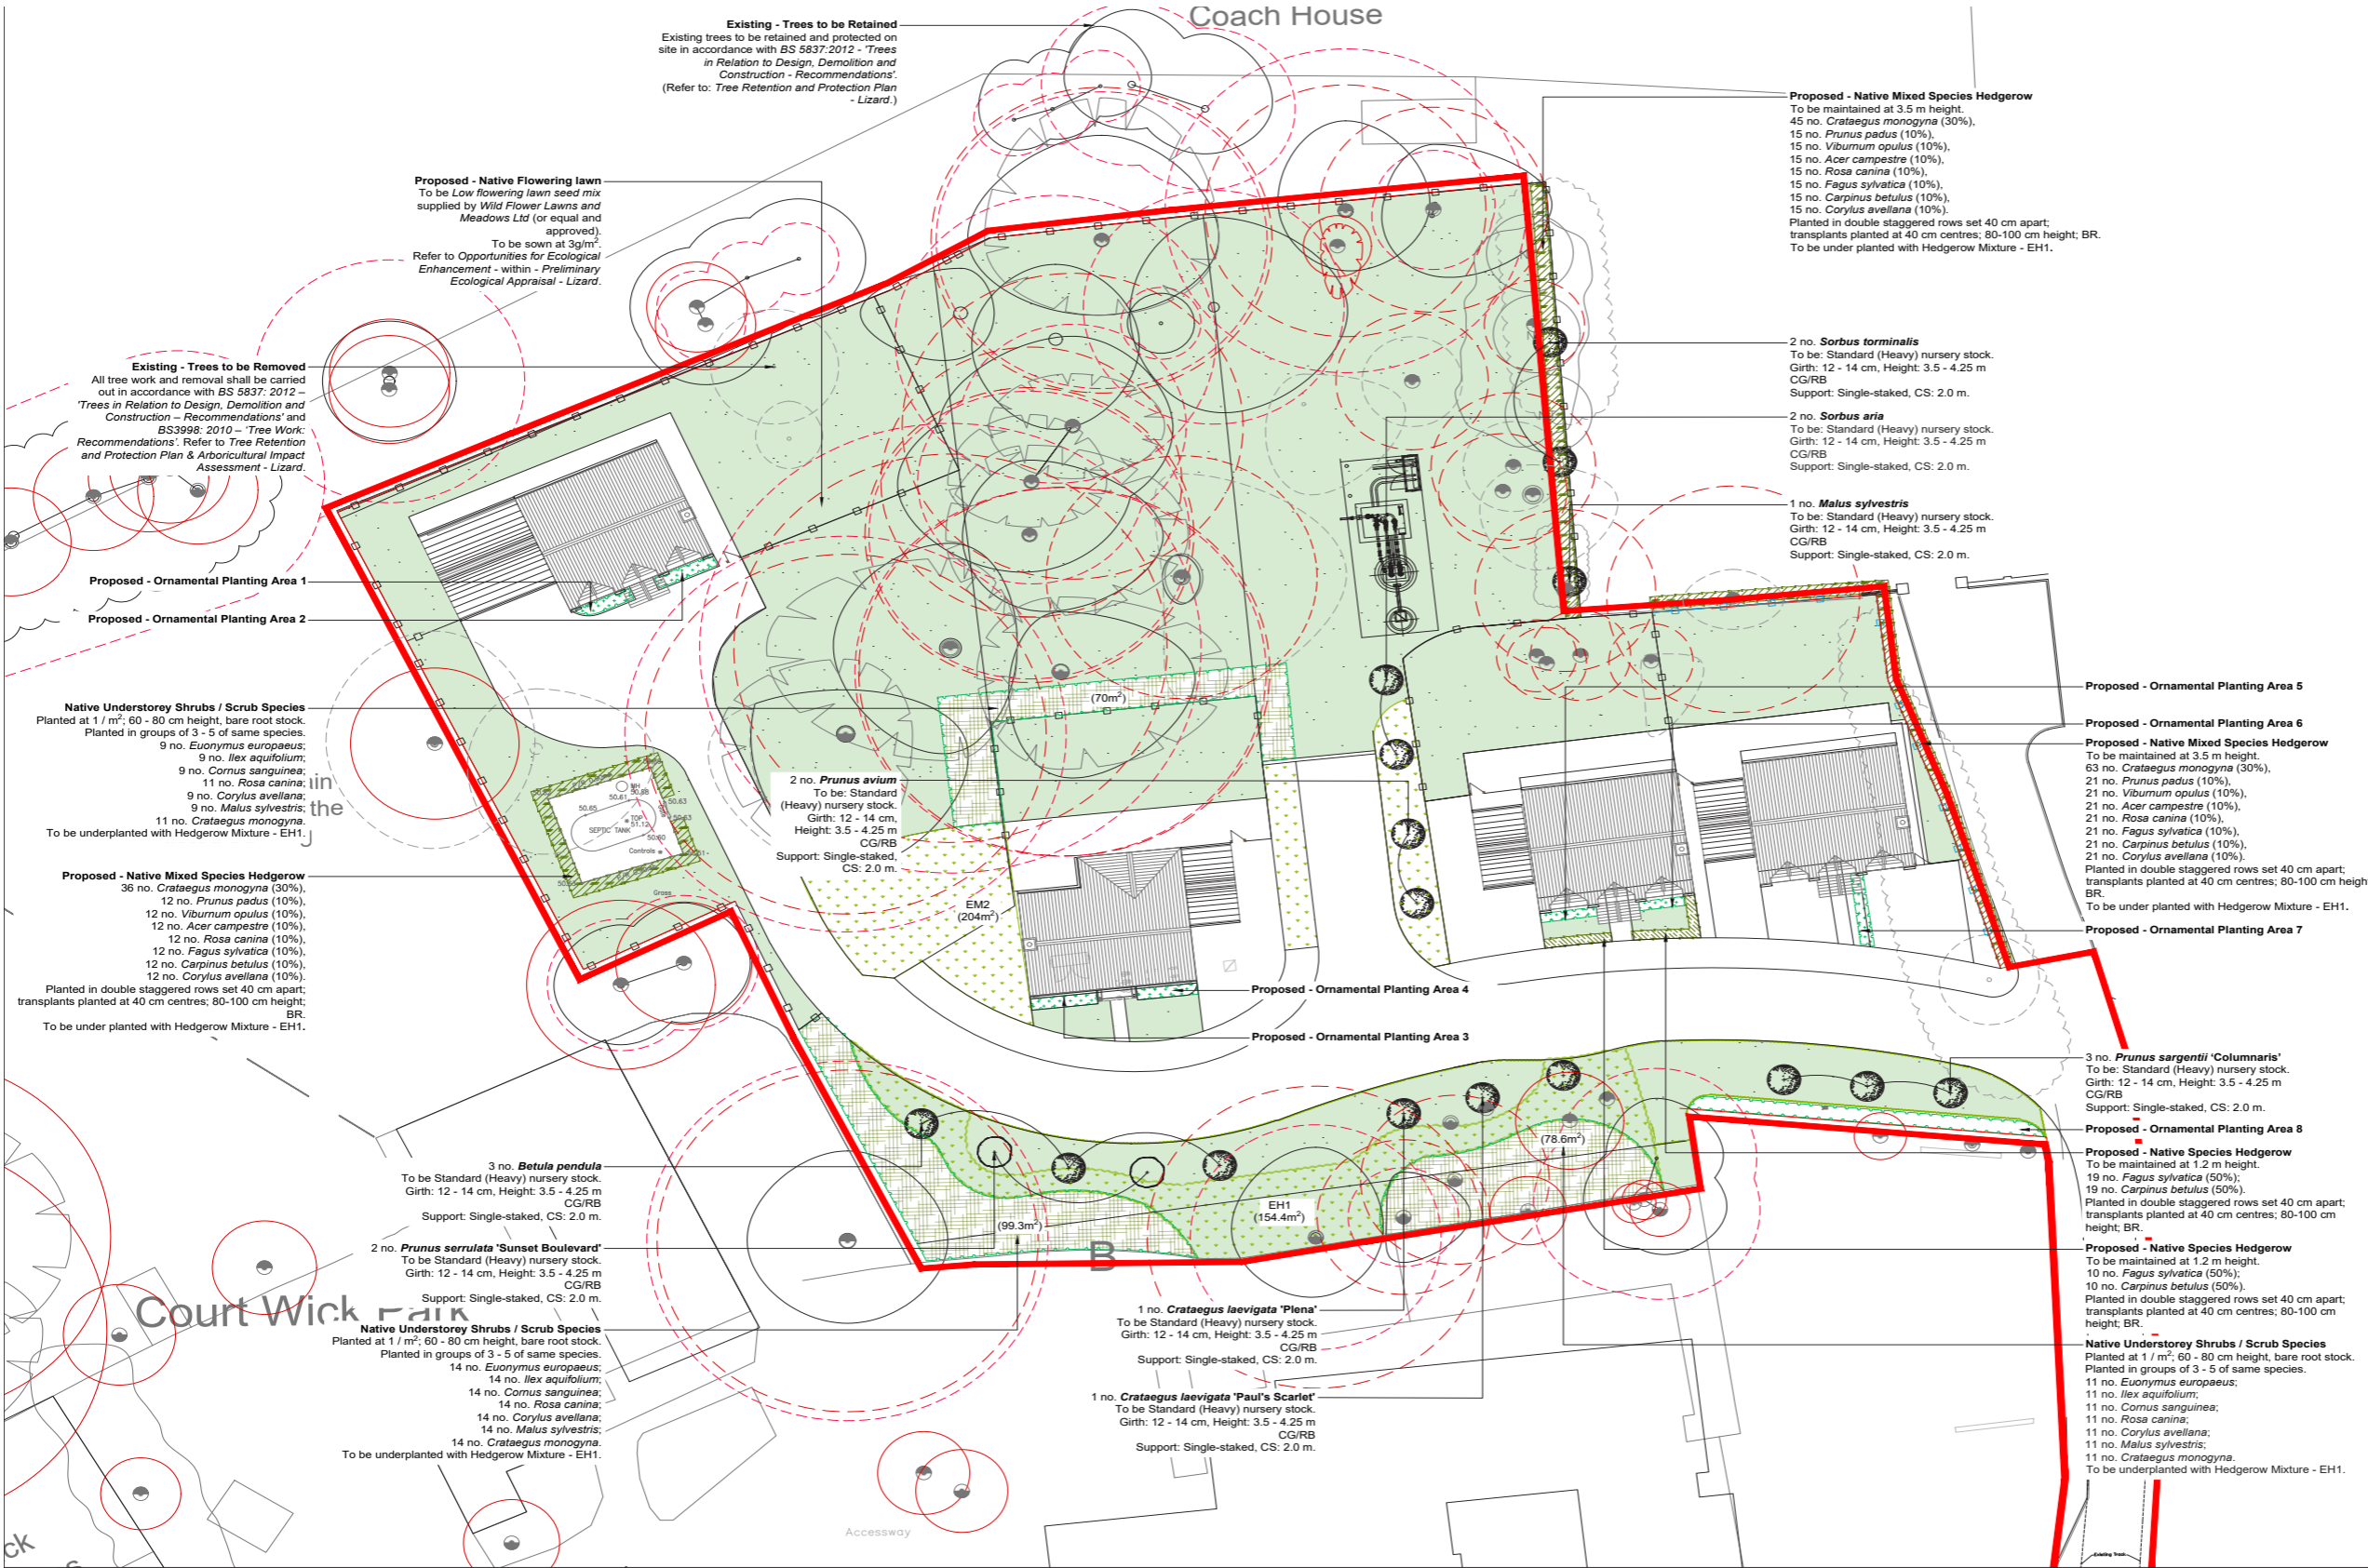 Coach House
Existing - Trees to be Retained
Existing trees to be retained and protected on
site in accordance with BS 5837:2012 - 'Trees
in Relation to Design, Demolition and
Construction - Recommendations'.
(Refer to: Tree Retention and Protection Plan
- Lizard.)
Proposed - Native Flowering lawn
To be Low flowering lawn seed mix
supplied by Wild Flower Lawns and
Meadows Ltd (or equal and
approved).
To be sown at 3g/m².
Refer to Opportunities for Ecological
Enhancement - within - Preliminary
Ecological Appraisal - Lizard.
Existing - Trees to be Removed
All tree work and removal shall be carried
out in accordance with BS 5837: 2012 –
'Trees in Relation to Design, Demolition and
Construction – Recommendations' and
BS3998: 2010 – 'Tree Work:
Recommendations'. Refer to Tree Retention
and Protection Plan & Arboricultural Impact
Assessment - Lizard.
Proposed - Ornamental Planting Area 1
Proposed - Ornamental Planting Area 2
Native Understorey Shrubs / Scrub Species
Planted at 1 / m²; 60 - 80 cm height, bare root stock.
Planted in groups of 3 - 5 of same species.
9 no. Euonymus europaeus;
9 no. Ilex aquifolium;
9 no. Cornus sanguinea;
11 no. Rosa canina;
9 no. Corylus avellana;
9 no. Malus sylvestris;
11 no. Crataegus monogyna.
To be underplanted with Hedgerow Mixture - EH1.
in
the
Proposed - Native Mixed Species Hedgerow
36 no. Crataegus monogyna (30%),
12 no. Prunus padus (10%),
12 no. Viburnum opulus (10%),
12 no. Acer campestre (10%),
12 no. Rosa canina (10%),
12 no. Fagus sylvatica (10%),
12 no. Carpinus betulus (10%),
12 no. Corylus avellana (10%).
Planted in double staggered rows set 40 cm apart;
transplants planted at 40 cm centres; 80-100 cm height;
BR.
To be under planted with Hedgerow Mixture - EH1.
MH
50.61
50.65
50.63
TOP
51.12
SEPTIC TANK
50.60
Controls
Grass
2 no. Prunus avium
To be: Standard
(Heavy) nursery stock.
Girth: 12 - 14 cm,
Height: 3.5 - 4.25 m
CG/RB
Support: Single-staked,
CS: 2.0 m.
(70m²)
EM2
(204m²)
Proposed - Ornamental Planting Area 4
Proposed - Ornamental Planting Area 3
Proposed - Native Mixed Species Hedgerow
To be maintained at 3.5 m height.
45 no. Crataegus monogyna (30%),
15 no. Prunus padus (10%),
15 no. Viburnum opulus (10%),
15 no. Acer campestre (10%),
15 no. Rosa canina (10%),
15 no. Fagus sylvatica (10%),
15 no. Carpinus betulus (10%),
15 no. Corylus avellana (10%).
Planted in double staggered rows set 40 cm apart;
transplants planted at 40 cm centres; 80-100 cm height; BR.
To be under planted with Hedgerow Mixture - EH1.
2 no. Sorbus torminalis
To be: Standard (Heavy) nursery stock.
Girth: 12 - 14 cm, Height: 3.5 - 4.25 m
CG/RB
Support: Single-staked, CS: 2.0 m.
2 no. Sorbus aria
To be: Standard (Heavy) nursery stock.
Girth: 12 - 14 cm, Height: 3.5 - 4.25 m
CG/RB
Support: Single-staked, CS: 2.0 m.
1 no. Malus sylvestris
To be: Standard (Heavy) nursery stock.
Girth: 12 - 14 cm, Height: 3.5 - 4.25 m
CG/RB
Support: Single-staked, CS: 2.0 m.
Proposed - Ornamental Planting Area 5
Proposed - Ornamental Planting Area 6
Proposed - Native Mixed Species Hedgerow
To be maintained at 3.5 m height.
63 no. Crataegus monogyna (30%),
21 no. Prunus padus (10%),
21 no. Viburnum opulus (10%),
21 no. Acer campestre (10%),
21 no. Rosa canina (10%),
21 no. Fagus sylvatica (10%),
21 no. Carpinus betulus (10%),
21 no. Corylus avellana (10%).
Planted in double staggered rows set 40 cm apart;
transplants planted at 40 cm centres; 80-100 cm height
BR.
To be under planted with Hedgerow Mixture - EH1.
Proposed - Ornamental Planting Area 7
3 no. Prunus sargentii 'Columnaris'
To be: Standard (Heavy) nursery stock.
Girth: 12 - 14 cm, Height: 3.5 - 4.25 m
CG/RB
Support: Single-staked, CS: 2.0 m.
Proposed - Ornamental Planting Area 8
Proposed - Native Species Hedgerow
To be maintained at 1.2 m height.
19 no. Fagus sylvatica (50%);
19 no. Carpinus betulus (50%).
Planted in double staggered rows set 40 cm apart;
transplants planted at 40 cm centres; 80-100 cm
height; BR.
Proposed - Native Species Hedgerow
To be maintained at 1.2 m height.
10 no. Fagus sylvatica (50%);
10 no. Carpinus betulus (50%).
Planted in double staggered rows set 40 cm apart;
transplants planted at 40 cm centres; 80-100 cm
height; BR.
Native Understorey Shrubs / Scrub Species
Planted at 1 / m²; 60 - 80 cm height, bare root stock.
Planted in groups of 3 - 5 of same species.
11 no. Euonymus europaeus;
11 no. Ilex aquifolium;
11 no. Cornus sanguinea;
11 no. Rosa canina;
11 no. Corylus avellana;
11 no. Malus sylvestris;
11 no. Crataegus monogyna.
To be underplanted with Hedgerow Mixture - EH1.
3 no. Betula pendula
To be Standard (Heavy) nursery stock.
Girth: 12 - 14 cm, Height: 3.5 - 4.25 m
CG/RB
Support: Single-staked, CS: 2.0 m.
2 no. Prunus serrulata 'Sunset Boulevard'
To be Standard (Heavy) nursery stock.
Girth: 12 - 14 cm, Height: 3.5 - 4.25 m
CG/RB
Support: Single-staked, CS: 2.0 m.
Court Wick Park
Native Understorey Shrubs / Scrub Species
Planted at 1 / m²; 60 - 80 cm height, bare root stock.
Planted in groups of 3 - 5 of same species.
14 no. Euonymus europaeus;
14 no. Ilex aquifolium;
14 no. Cornus sanguinea;
14 no. Rosa canina;
14 no. Corylus avellana;
14 no. Malus sylvestris;
14 no. Crataegus monogyna.
To be underplanted with Hedgerow Mixture - EH1.
(99.3m²)
B
EH1
(154.4m²)
(78.6m²)
1 no. Crataegus laevigata 'Plena'
To be Standard (Heavy) nursery stock.
Girth: 12 - 14 cm, Height: 3.5 - 4.25 m
CG/RB
Support: Single-staked, CS: 2.0 m.
1 no. Crataegus laevigata 'Paul's Scarlet'
To be Standard (Heavy) nursery stock.
Girth: 12 - 14 cm, Height: 3.5 - 4.25 m
CG/RB
Support: Single-staked, CS: 2.0 m.
Accessway
ck
Existing Track